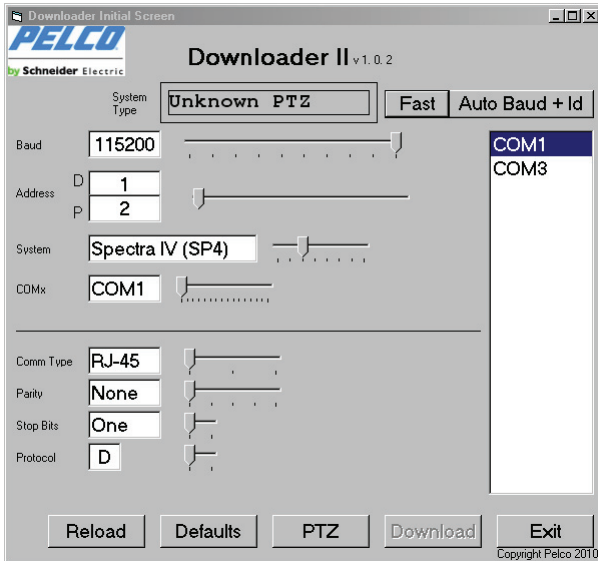 Downloader Initial Screen
PELCO
by Schneider Electric
Downloader II v 1. 0. 2
System Type
Unknown PTZ
Fast
Auto Baud + Id
Baud
115200
COM1
COM3
Address
D
1
P
2
System
Spectra IV (SP4)
COMx
COM1
Comm Type
RJ-45
Parity
None
Stop Bits
One
Protocol
D
Reload
Defaults
PTZ
Download
Exit
Copyright Pelco 2010